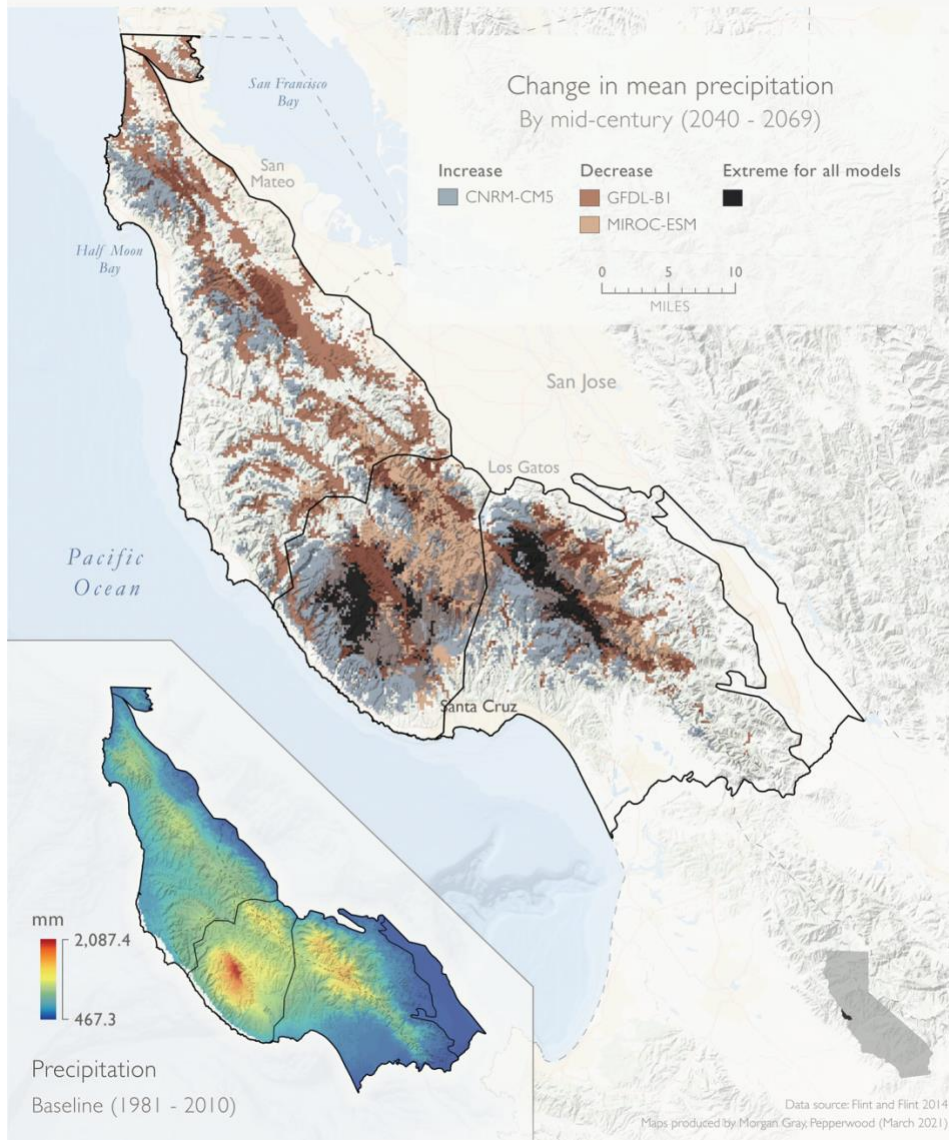 Change in mean precipitation
By mid-century (2040 - 2069)
Increase
CNRM-CM5
Decrease
GFDL-B1
MIROC-ESM
Extreme for all models
0 5 10
MILES
San Francisco
Bay
San
Mateo
Half Moon
Bay
San Jose
Los Gatos
Pacific
Ocean
Santa Cruz
mm
2,087.4
467.3
Precipitation
Baseline (1981 - 2010)
Data source: Flint and Flint 2014
Maps produced by Morgan Gray, Pepperwood (March 2021)